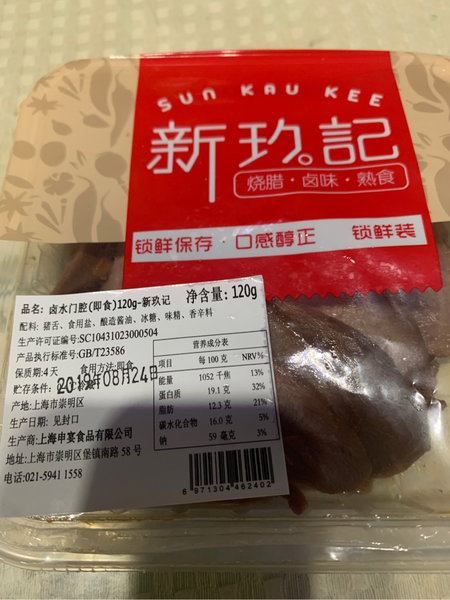 SUN KAU KEE
新玖記
烧腊·卤味·熟食
锁鲜保存·口感醇正 锁鲜装
品名: 卤水门腔(即食)120g-新玖记 净含量: 120g
配料: 猪舌、食用盐、酿造酱油、冰糖、味精、香辛料
生产许可证编号:SC10431023000504
产品执行标准号:GB/T23586
保质期:4天 食用方法:即食
贮存条件:
2019年08月24日
产地:上海市崇明区
生产日期: 见封口
生产商:上海申宴食品有限公司
地址:上海市崇明区堡镇南路58号
电话:021-5941 1558
营养成分表
项目 每100克 NRV%
能量 1052千焦 13%
蛋白质 19.1克 32%
脂肪 12.3克 21%
碳水化合物 16.0克 5%
钠 59毫克 3%
6 971304 462402